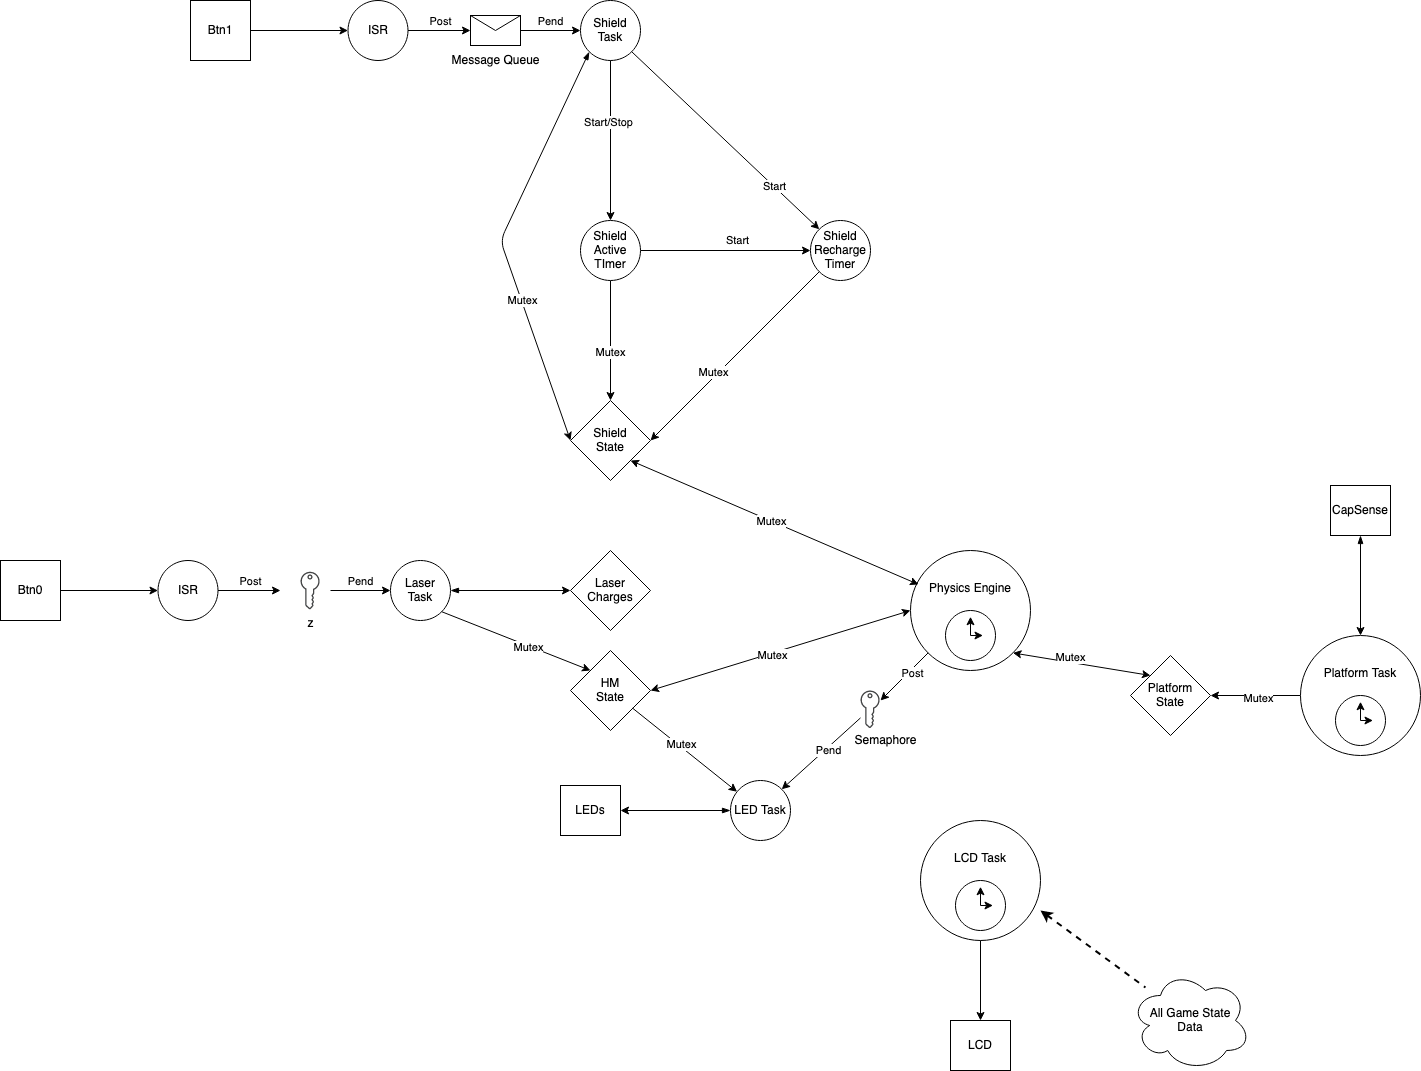 Btn1
ISR
Post
Message Queue
Pend
Shield
Task
Start/Stop
Start
Shield
Active
TImer
Start
Shield
Recharge
Timer
Mutex
Mutex
Mutex
Shield
State
Mutex
CapSense
Btn0
ISR
Post
z
Pend
Laser
Task
Laser
Charges
Physics Engine
Mutex
HM
State
Mutex
Mutex
Platform
State
Mutex
Platform Task
Post
Semaphore
Mutex
Pend
LEDs
LED Task
LCD Task
All Game State
Data
LCD